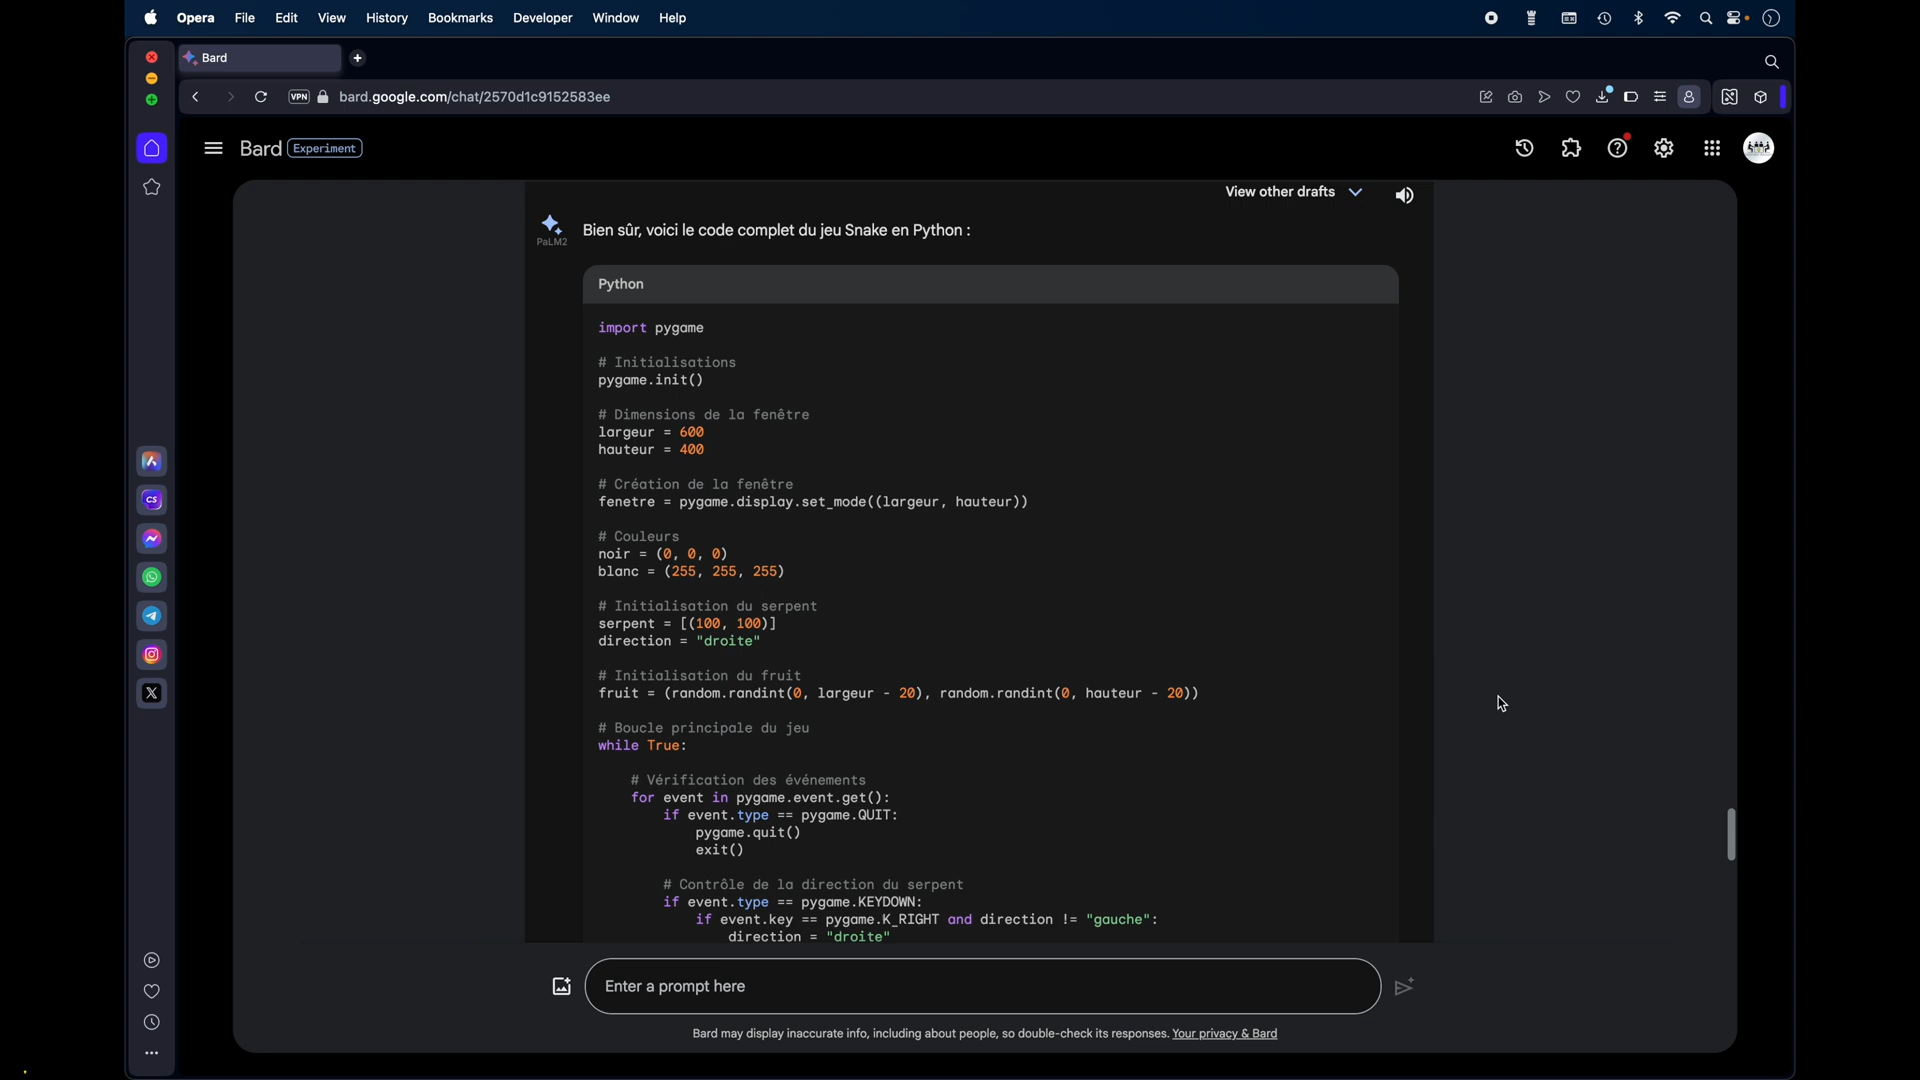 Opera File Edit View History Bookmarks Developer Window Help
Bard
VPN bard.google.com/chat/2570d1c9152583ee
Bard Experiment
View other drafts
PaLM2
Bien sûr, voici le code complet du jeu Snake en Python :
Python
import pygame
# Initialisations
pygame.init()
# Dimensions de la fenêtre
largeur = 600
hauteur = 400
# Création de la fenêtre
fenetre = pygame.display.set_mode((largeur, hauteur))
# Couleurs
noir = (0, 0, 0)
blanc = (255, 255, 255)
# Initialisation du serpent
serpent = [(100, 100)]
direction = "droite"
# Initialisation du fruit
fruit = (random.randint(0, largeur - 20), random.randint(0, hauteur - 20))
# Boucle principale du jeu
while True:
# Vérification des événements
for event in pygame.event.get():
if event.type == pygame.QUIT:
pygame.quit()
exit()
# Contrôle de la direction du serpent
if event.type == pygame.KEYDOWN:
if event.key == pygame.K_RIGHT and direction != "gauche":
direction = "droite"
CS
Enter a prompt here
Bard may display inaccurate info, including about people, so double-check its responses. Your privacy & Bard